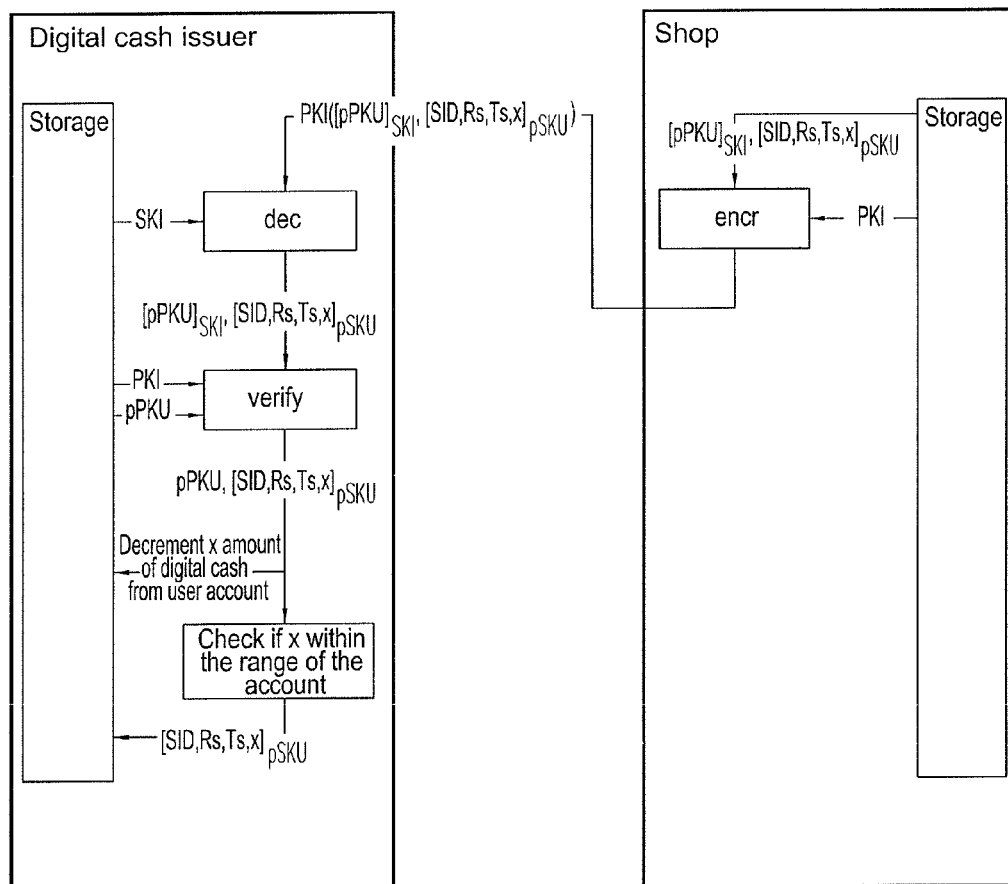 Digital cash issuer
Shop
Storage
PKI([pPKU]SKI, [SID,Rs,Ts,x]pSKU)
[pPKU]SKI, [SID,Rs,Ts,x]pSKU
Storage
SKI
dec
encr
PKI
[pPKU]SKI, [SID,Rs,Ts,x]pSKU
PKI
pPKU
verify
pPKU, [SID,Rs,Ts,x]pSKU
Decrement x amount
of digital cash
from user account
Check if x within
the range of the
account
[SID,Rs,Ts,x]pSKU